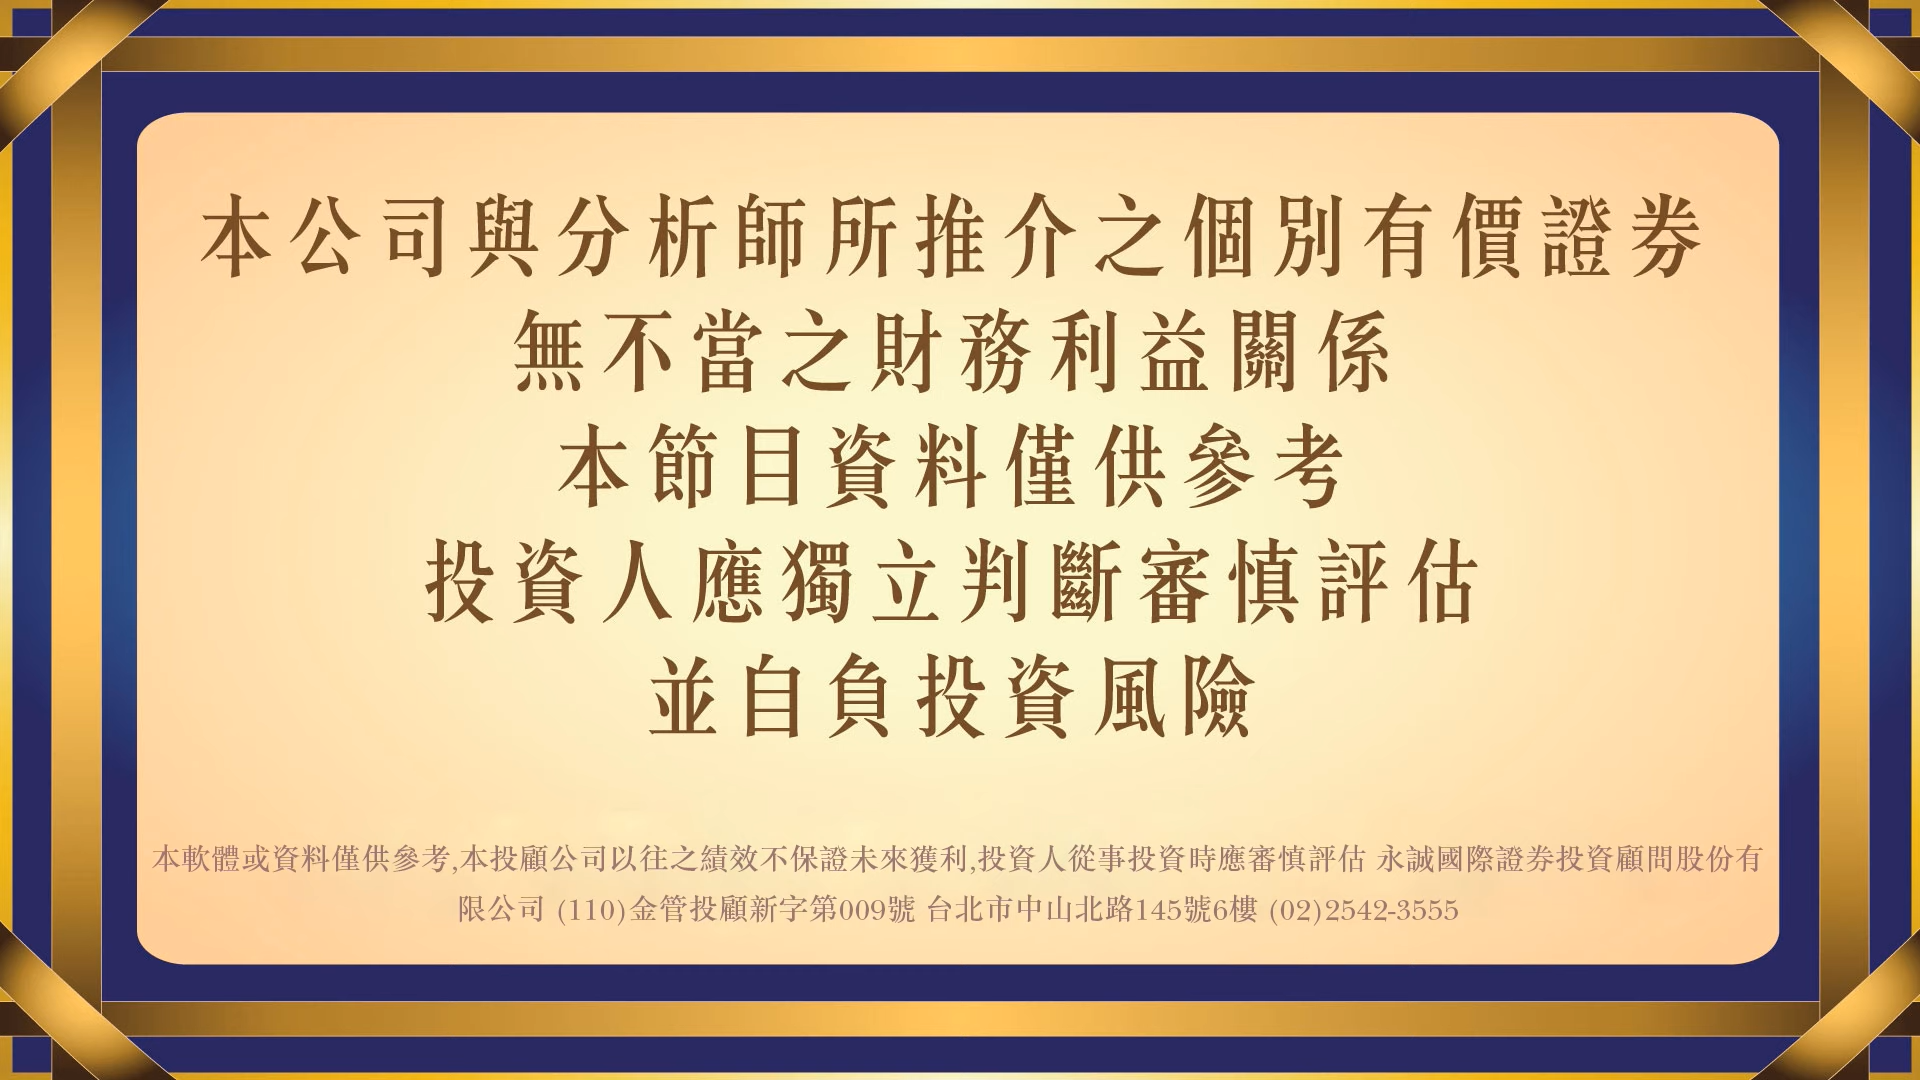 本公司與分析師所推介之個別有價證券
無不當之財務利益關係
本節目資料僅供參考
投資人應獨立判斷審慎評估
並自負投資風險
本軟體或資料僅供參考,本投顧公司以往之績效不保證未來獲利,投資人從事投資時應審慎評估 永誠國際證券投資顧問股份有
限公司 (110)金管投顧新字第009號 台北市中山北路145號6樓 (02)2542-3555